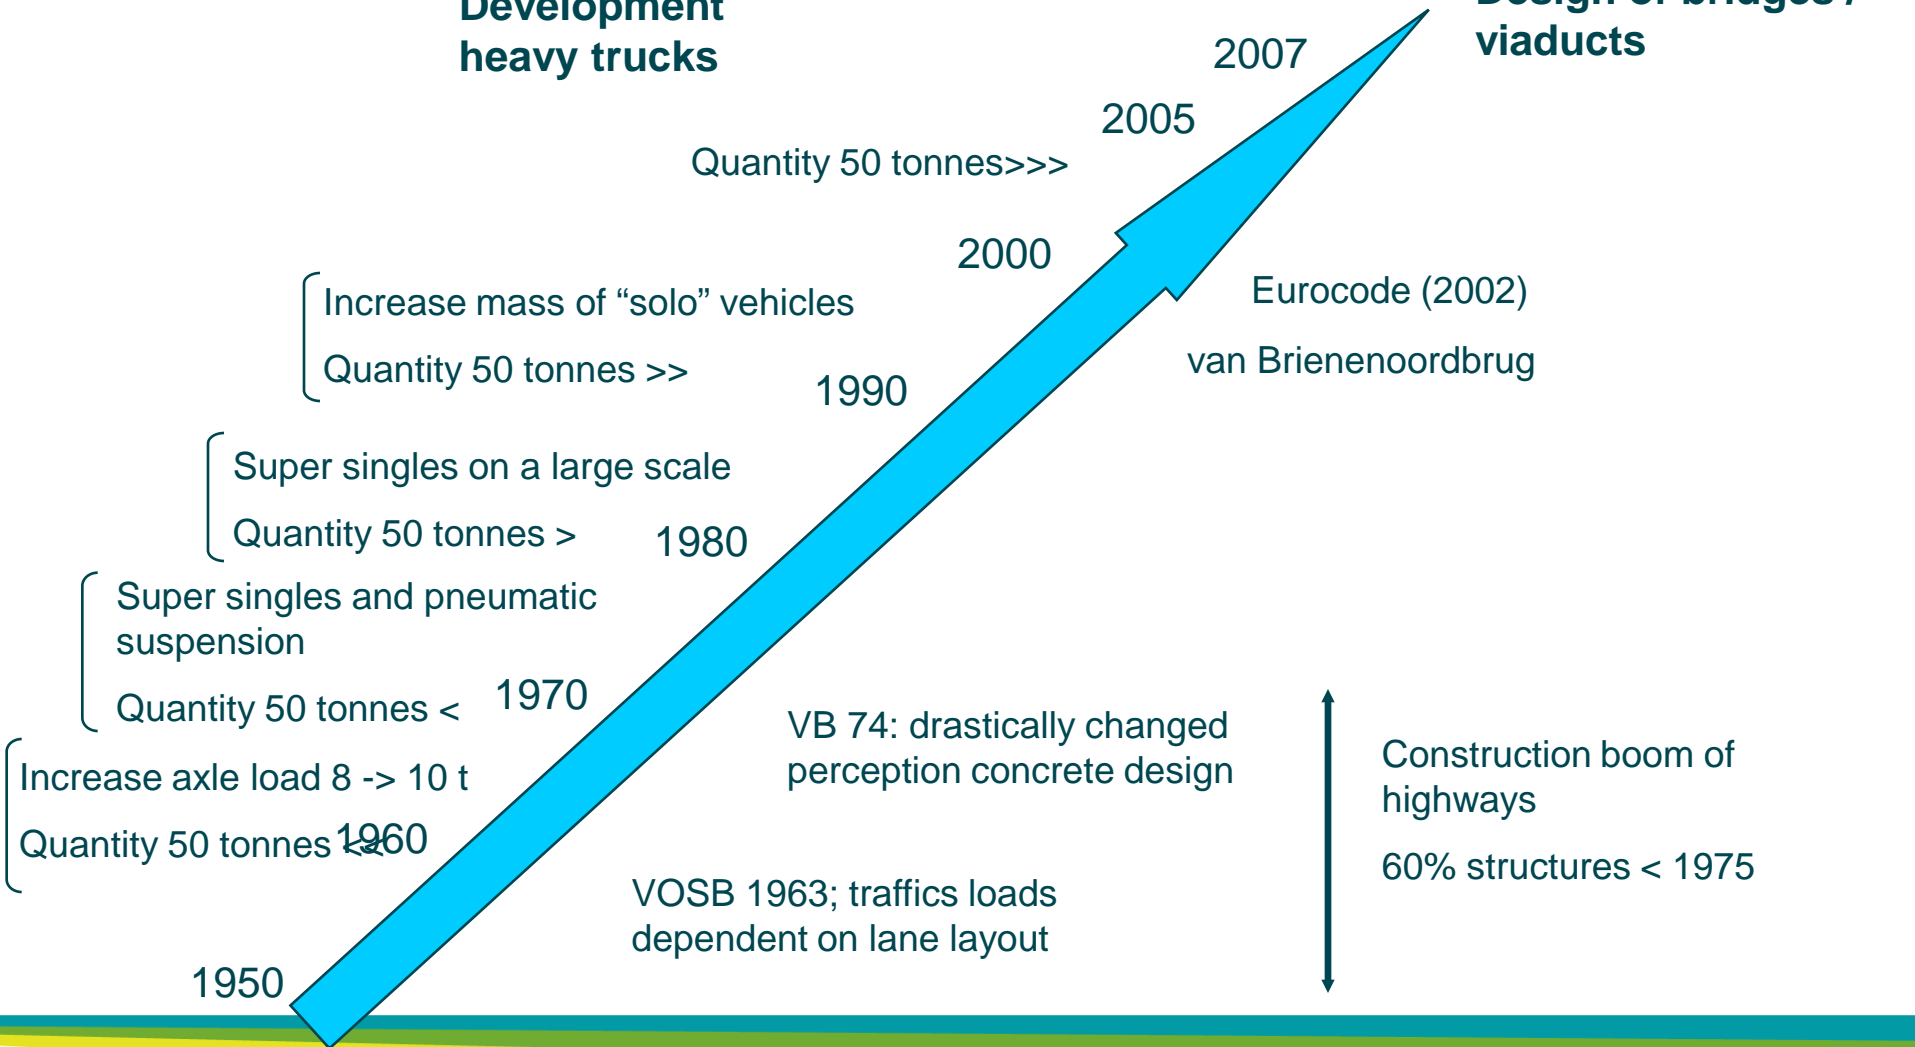 Development
heavy trucks
Design of bridges /
viaducts
2007
2005
Quantity 50 tonnes>>>
2000
Increase mass of “solo” vehicles
Quantity 50 tonnes >>
1990
Eurocode (2002)
van Brienenoordbrug
Super singles on a large scale
Quantity 50 tonnes >
1980
Super singles and pneumatic
suspension
Quantity 50 tonnes <
1970
Increase axle load 8 -> 10 t
Quantity 50 tonnes <<
1960
VB 74: drastically changed
perception concrete design
Construction boom of
highways
60% structures < 1975
VOSB 1963; traffics loads
dependent on lane layout
1950